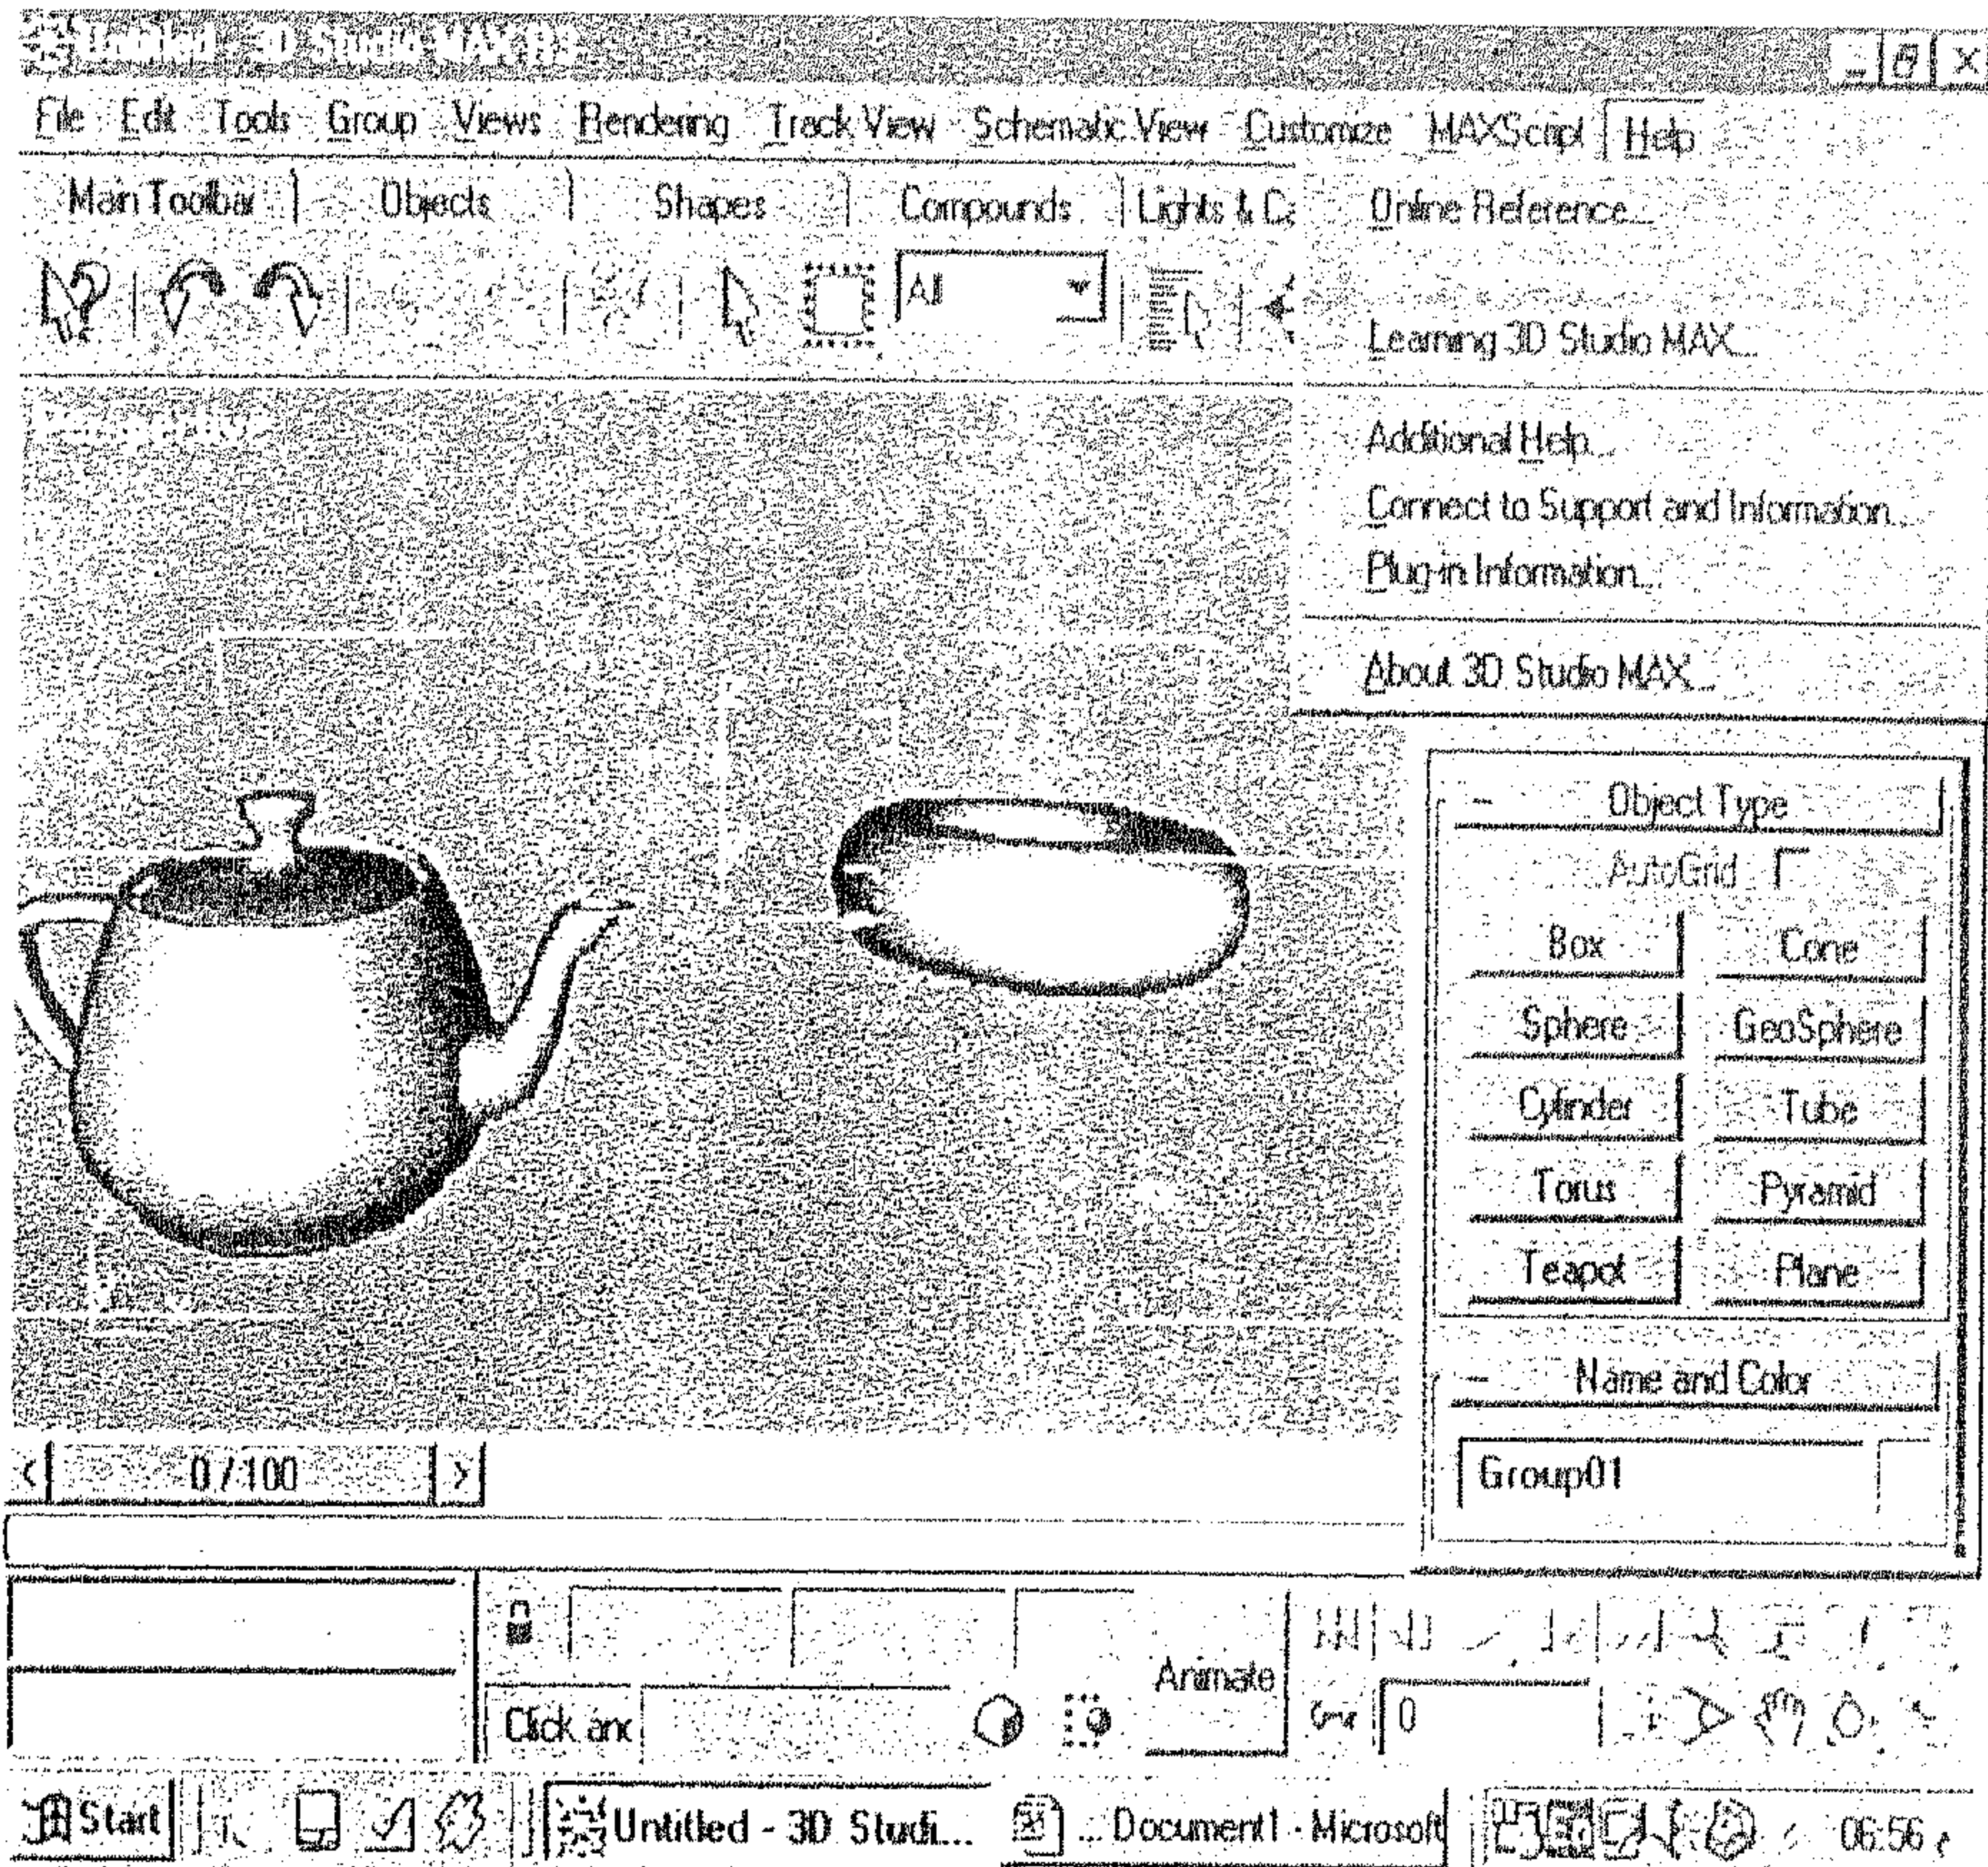 Untitled - 3D Studio MAX R3
File Edit Tools Group Views Rendering Track View Schematic View Customize MAXScript Help
Main Toolbar Objects Shapes Compounds Lights & Ca
All
Online Reference...
Learning 3D Studio MAX...
Additional Help...
Connect to Support and Information...
Plug-in Information...
About 3D Studio MAX...
Perspective
Object Type
AutoGrid
Box Cone
Sphere GeoSphere
Cylinder Tube
Torus Pyramid
Teapot Plane
Name and Color
Group01
< 0 / 100 >
Animate
Click and
0
Start Untitled - 3D Studi... ... Document1 - Microsoft 06:56